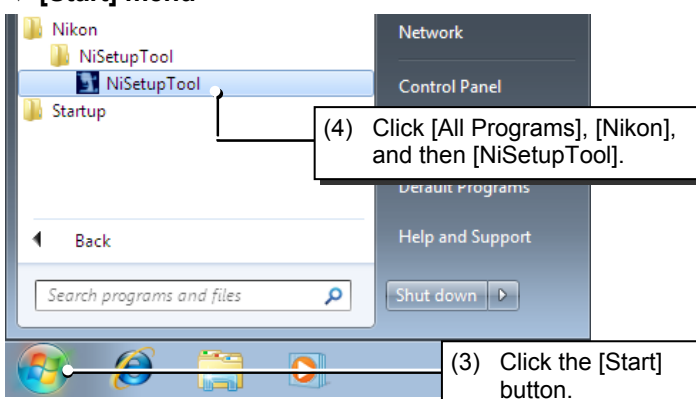 [Start] menu
Nikon
NiSetupTool
NiSetupTool
Startup
Back
Search programs and files
Network
Control Panel
(4) Click [All Programs], [Nikon],
and then [NiSetupTool].
Default Programs
Help and Support
Shut down
(3) Click the [Start]
button.